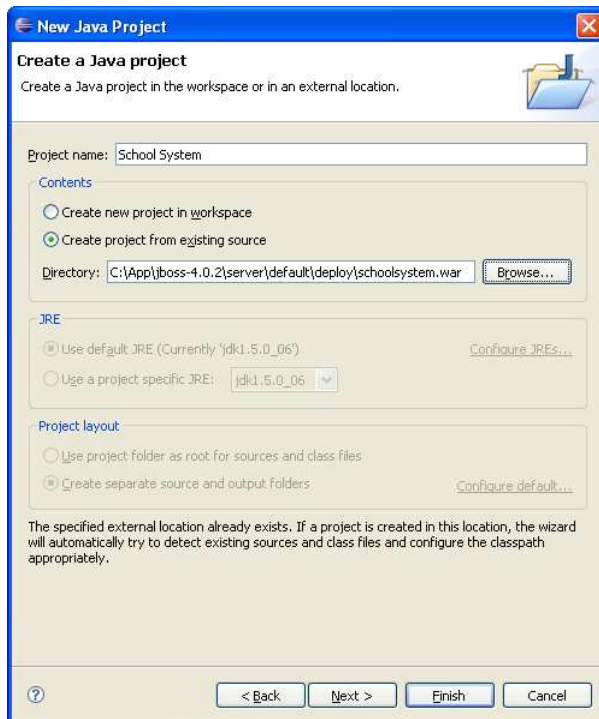 New Java Project
Create a Java project
Create a Java project in the workspace or in an external location.
Project name: School System
Contents
Create new project in workspace
Create project from existing source
Directory: C:\App\jboss-4.0.2\server\default\deploy\schoolsystem.war Browse...
JRE
Use default JRE (Currently 'jdk1.5.0_06') Configure JREs...
Use a project specific JRE: jdk1.5.0_06
Project layout
Use project folder as root for sources and class files
Create separate source and output folders Configure default...
The specified external location already exists. If a project is created in this location, the wizard
will automatically try to detect existing sources and class files and configure the classpath
appropriately.
? < Back Next > Finish Cancel